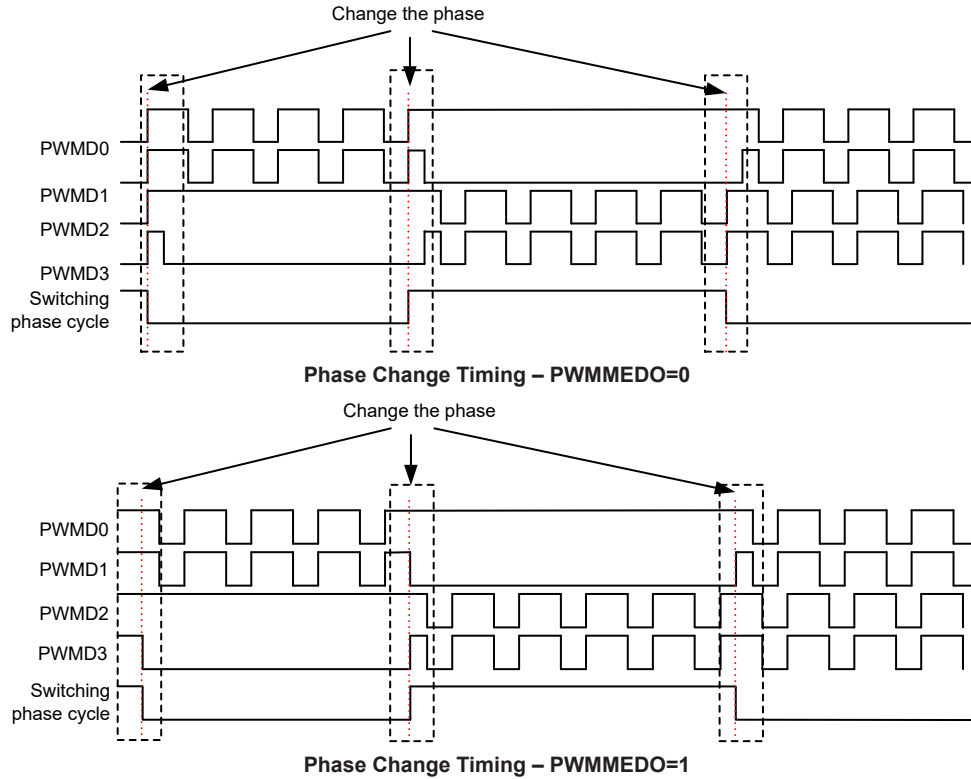 Change the phase
PWMD0
PWMD1
PWMD2
PWMD3
Switching
phase cycle
Phase Change Timing – PWMMEDO=0
Change the phase
PWMD0
PWMD1
PWMD2
PWMD3
Switching
phase cycle
Phase Change Timing – PWMMEDO=1